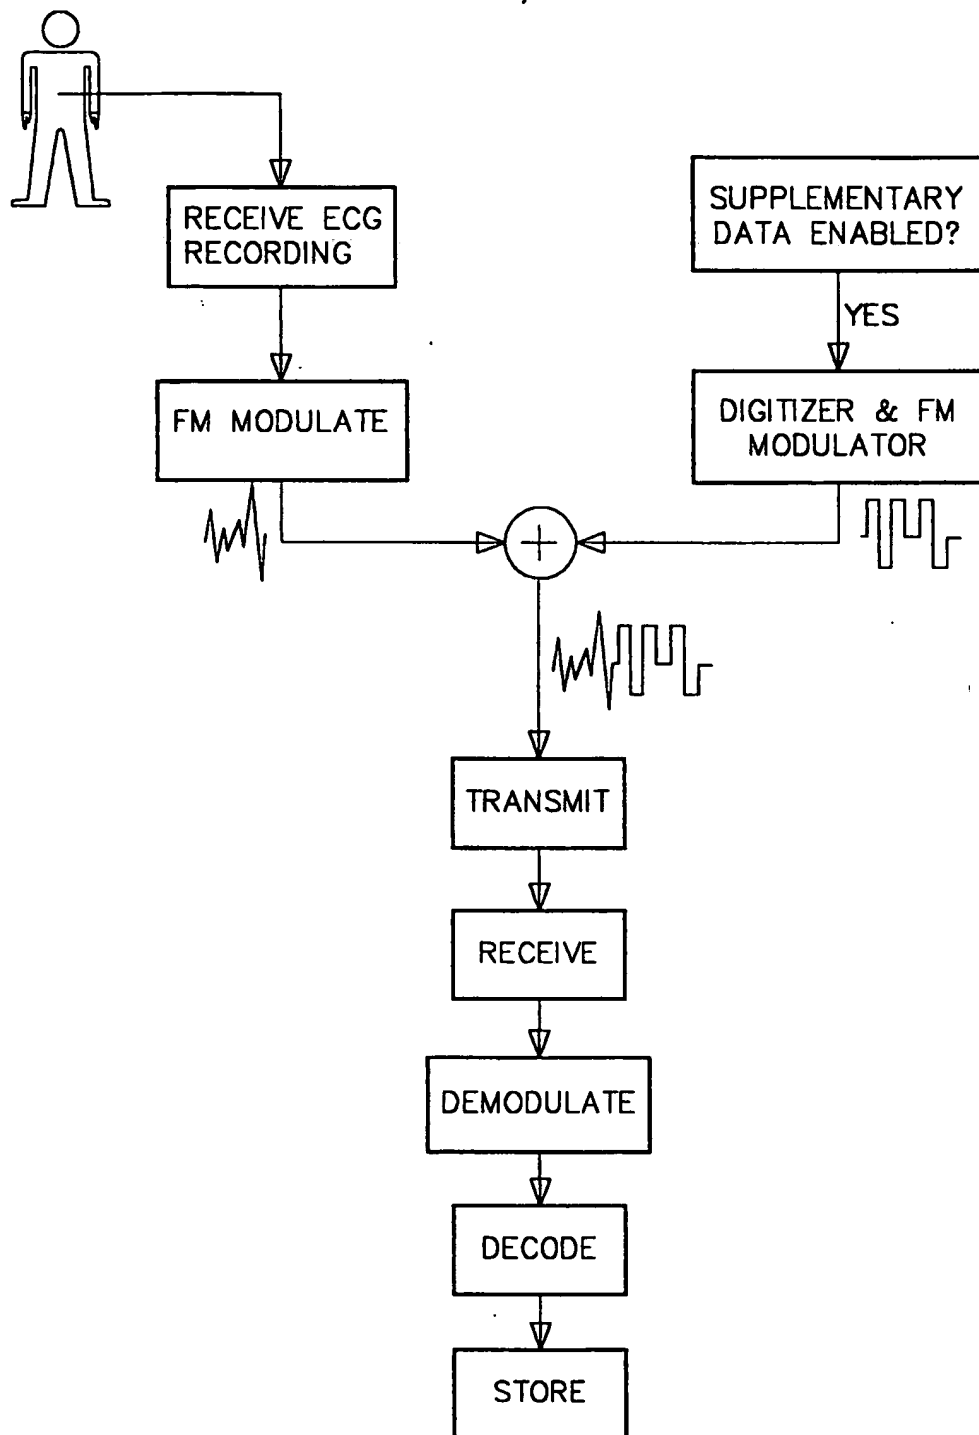 RECEIVE ECG
RECORDING
SUPPLEMENTARY
DATA ENABLED?
YES
FM MODULATE
DIGITIZER & FM
MODULATOR
TRANSMIT
RECEIVE
DEMODULATE
DECODE
STORE